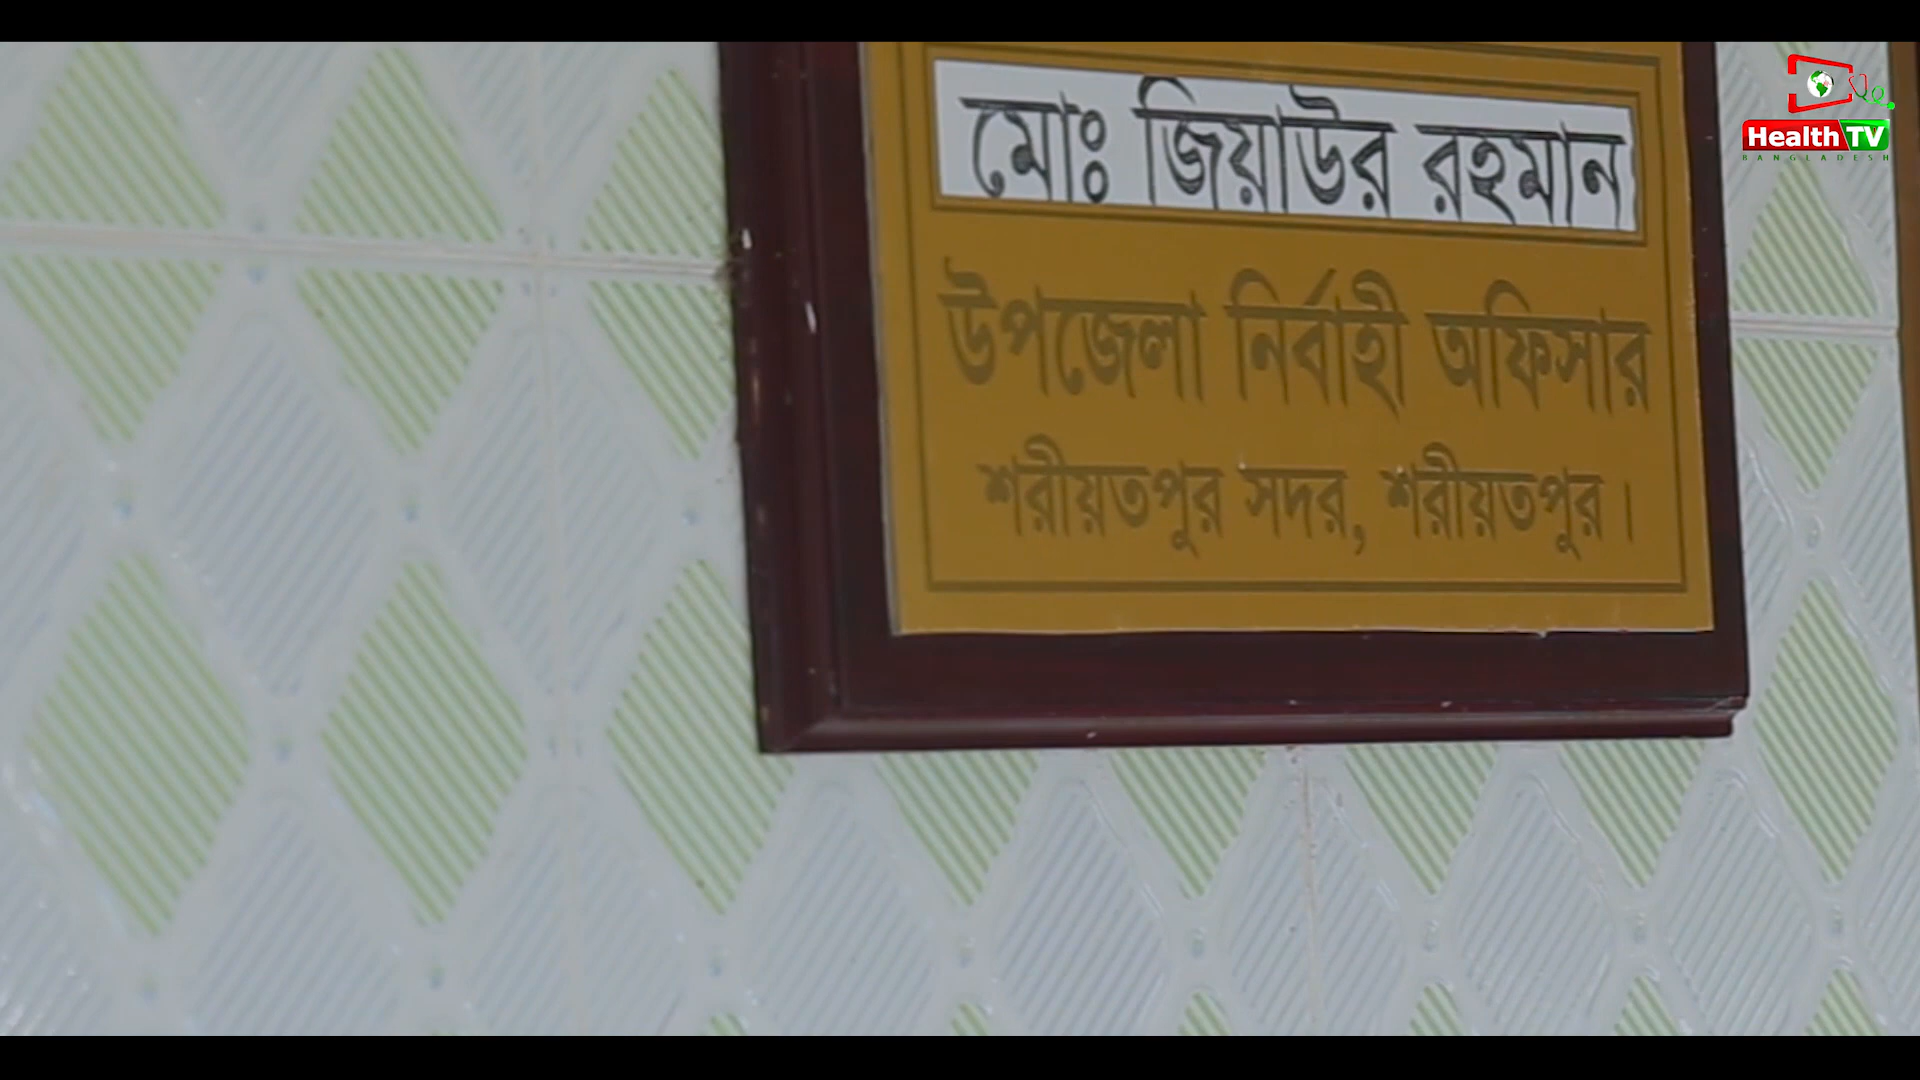 মোঃ জিয়াউর রহমান
উপজেলা নির্বাহী অফিসার
শরীয়তপুর সদর, শরীয়তপুর।
Health TV
BANGLADESH